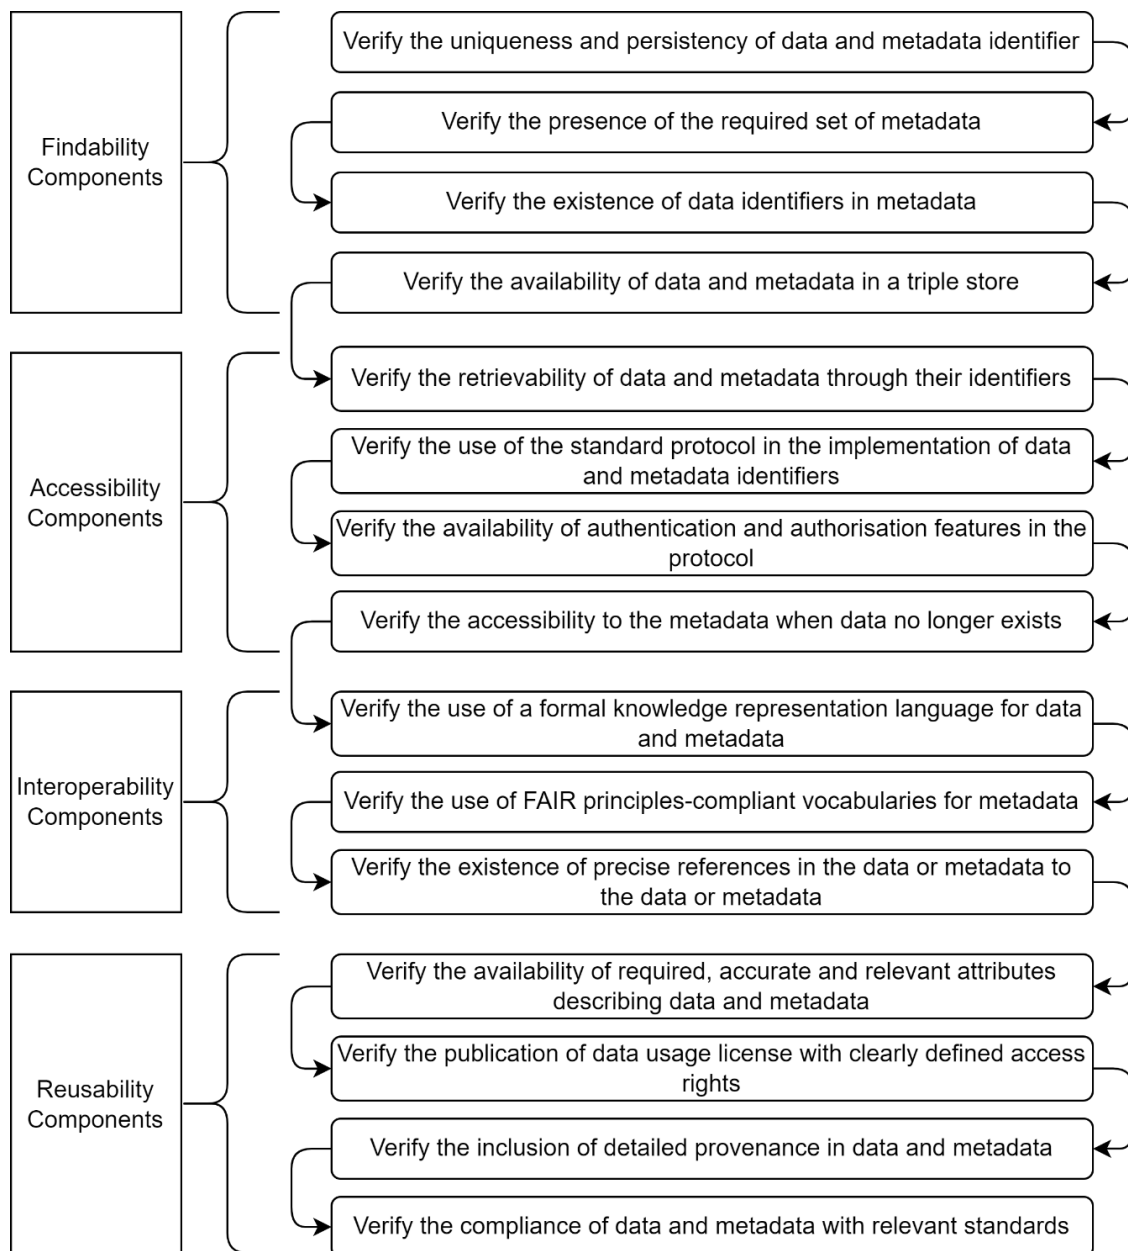 Findability
Components
Verify the uniqueness and persistency of data and metadata identifier
Verify the presence of the required set of metadata
Verify the existence of data identifiers in metadata
Verify the availability of data and metadata in a triple store
Accessibility
Components
Verify the retrievability of data and metadata through their identifiers
Verify the use of the standard protocol in the implementation of data
and metadata identifiers
Verify the availability of authentication and authorisation features in the
protocol
Verify the accessibility to the metadata when data no longer exists
Interoperability
Components
Verify the use of a formal knowledge representation language for data
and metadata
Verify the use of FAIR principles-compliant vocabularies for metadata
Verify the existence of precise references in the data or metadata to
the data or metadata
Reusability
Components
Verify the availability of required, accurate and relevant attributes
describing data and metadata
Verify the publication of data usage license with clearly defined access
rights
Verify the inclusion of detailed provenance in data and metadata
Verify the compliance of data and metadata with relevant standards